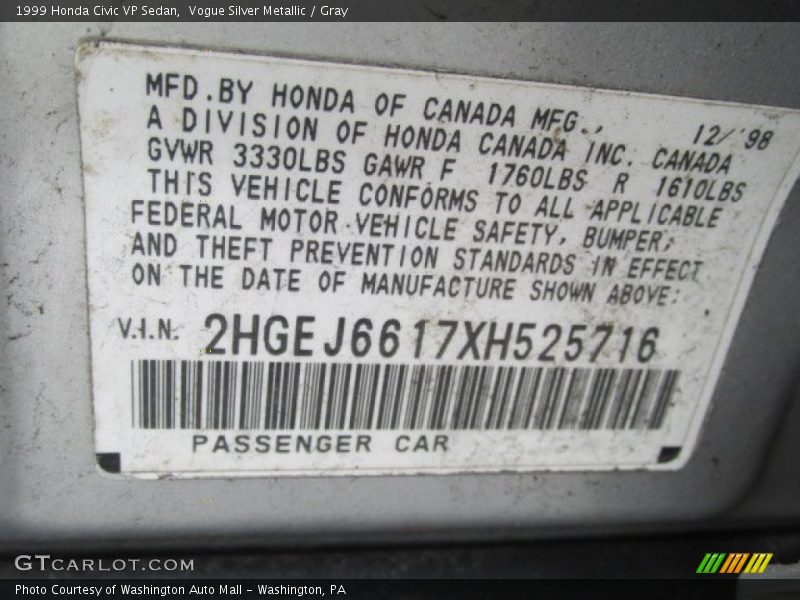 1999 Honda Civic VP Sedan, Vogue Silver Metallic / Gray
MFD.BY HONDA OF CANADA MFG., 12/'98
A DIVISION OF HONDA CANADA INC. CANADA
GVWR 3330LBS GAWR F 1760LBS R 1610LBS
THIS VEHICLE CONFORMS TO ALL APPLICABLE
FEDERAL MOTOR VEHICLE SAFETY, BUMPER,
AND THEFT PREVENTION STANDARDS IN EFFECT
ON THE DATE OF MANUFACTURE SHOWN ABOVE:
V.I.N. 2HGEJ6617XH525716
PASSENGER CAR
GTCARLOT.COM
Photo Courtesy of Washington Auto Mall - Washington, PA